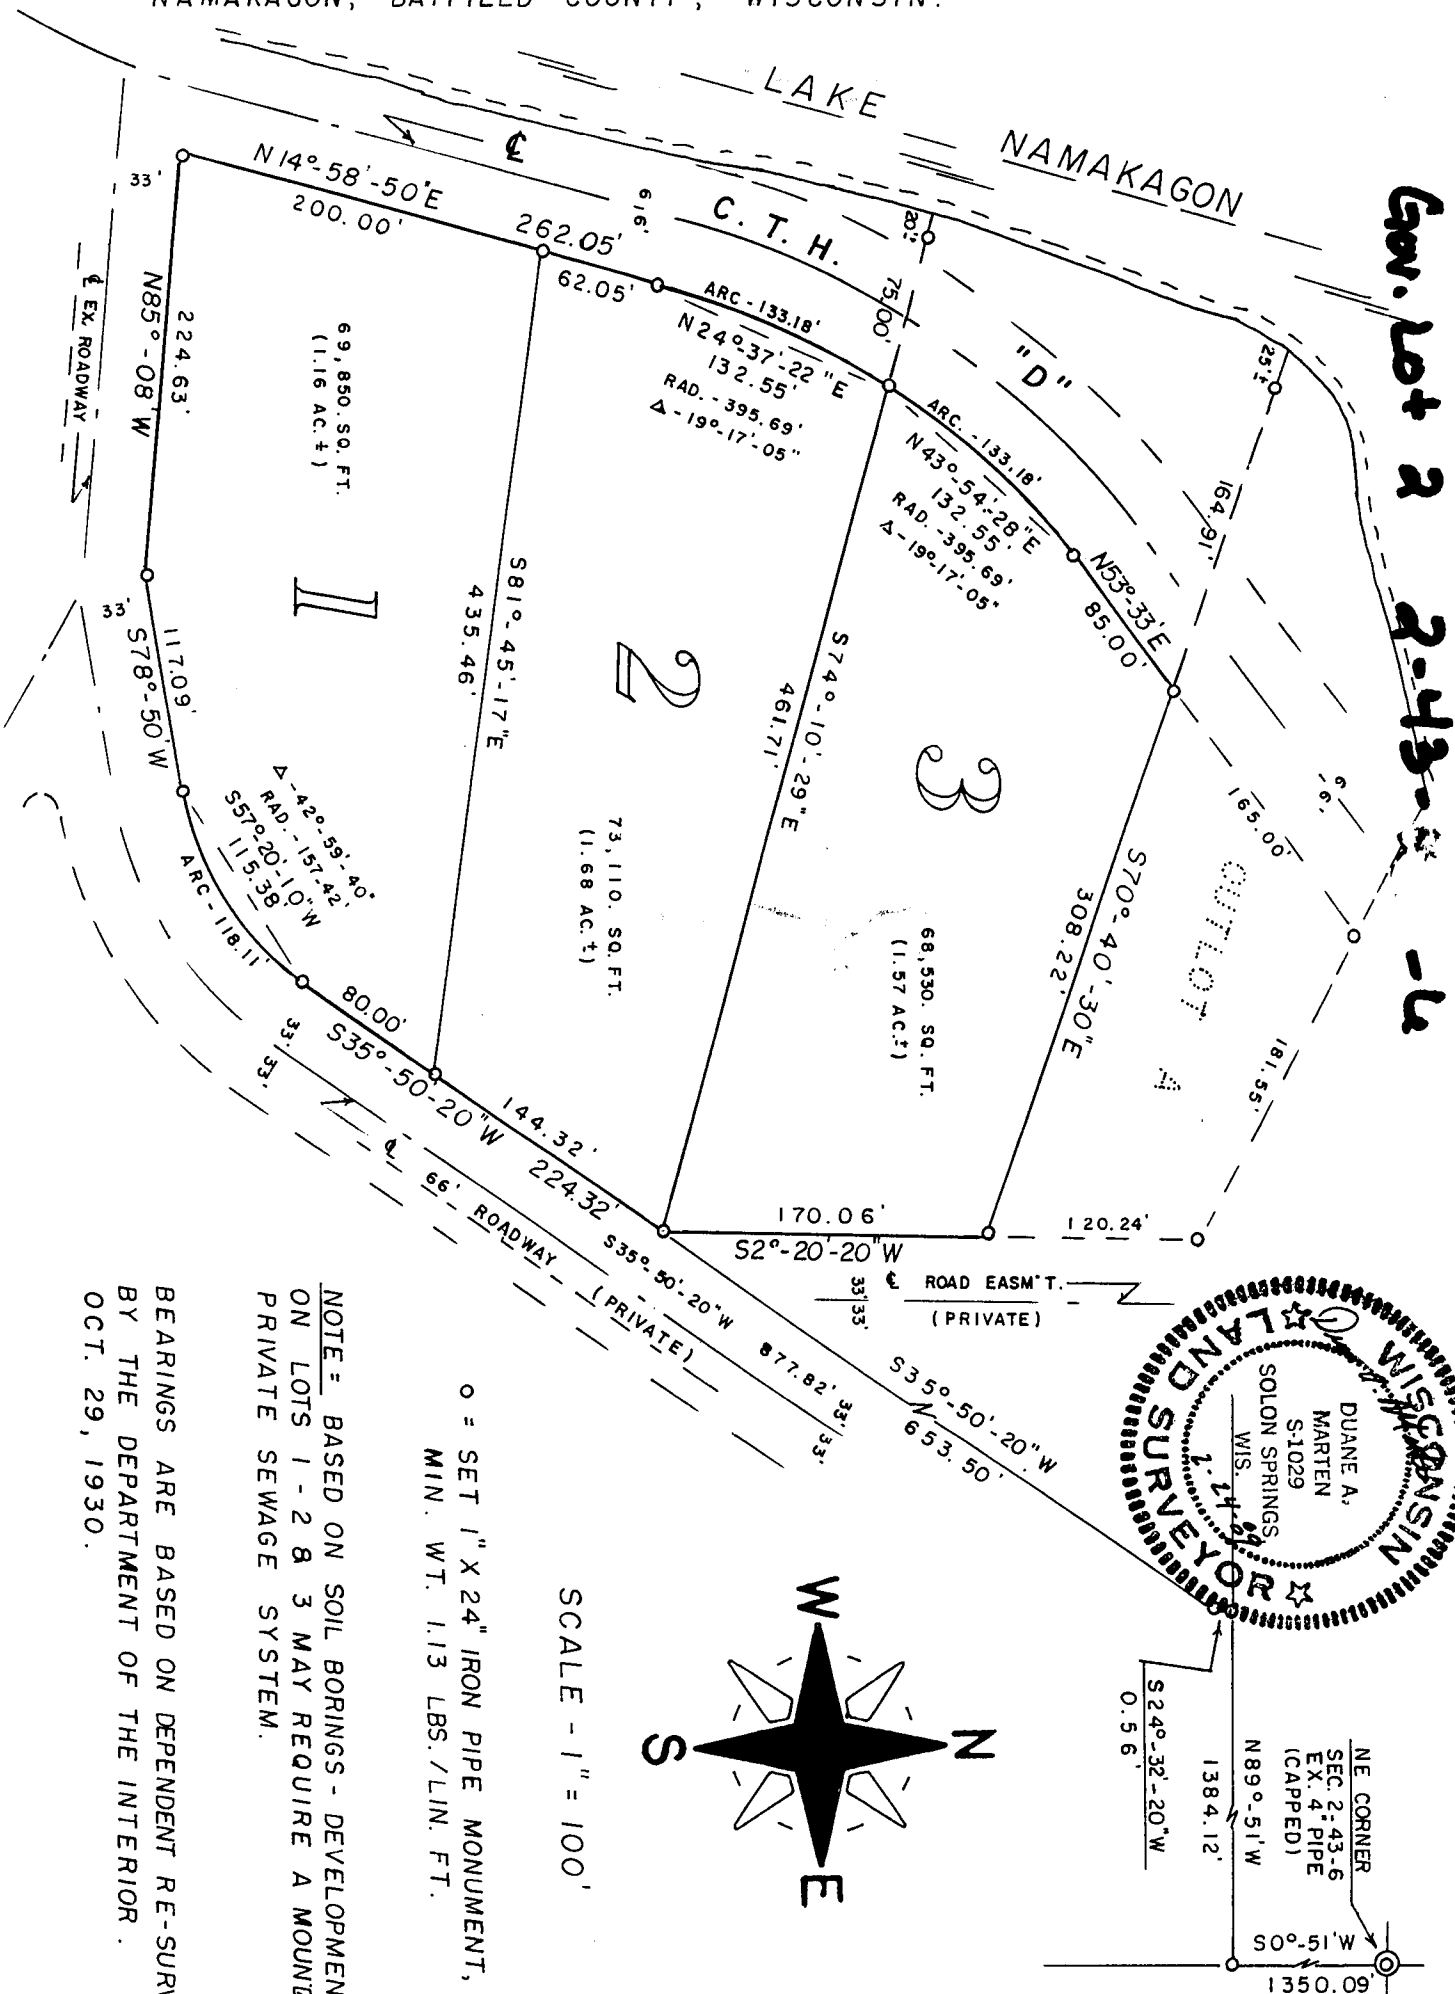 NAMAKAGON, BAYFIELD COUNTY, WISCONSIN.
Gov. Lot 2 2-43-
LAKE NAMAKAGON
C. T. H. "D"
℄
66'
20'±
75.00'
25'±
164.91'
66'
165.00'
OUTLOT A
181.55'
120.24'
N14°-58'-50"E
200.00'
262.05'
62.05'
ARC - 133.18'
N24°-37'-22"E
132.55'
RAD. - 395.69'
Δ - 19°-17'-05"
ARC. - 133.18'
N43°-54'-28"E
132.55'
RAD. - 395.69'
Δ - 19°-17'-05"
N53°-33'E
85.00'
33'
N85°-08'W
224.63'
℄ EX. ROADWAY
69,850. SQ. FT.
(1.16 AC.±)
1
S81°-45'-17"E
435.46'
2
73,110. SQ. FT.
(1.68 AC.±)
S74°-10'-29"E
461.71'
3
68,530. SQ. FT.
(1.57 AC.±)
S70°-40'-30"E
308.22'
33'
117.09'
S78°-50'W
Δ - 42°-59'-40"
RAD. - 157.42'
S57°-20'-10"W
115.38'
ARC - 118.11'
80.00'
S35°-50'-20"W
33'
33'
144.32'
224.32'
℄ 66' ROADWAY (PRIVATE)
S35°-50'-20"W 877.82'
33'
33'
170.06'
S2°-20'-20"W
33' 33'
℄ ROAD EASM'T.
(PRIVATE)
S35°-50'-20"W
653.50'
WISCONSIN
LAND SURVEYOR
DUANE A.
MARTEN
S-1029
SOLON SPRINGS
WIS.
S24°-32'-20"W
0.56'
NE CORNER
SEC. 2-43-6
EX. 4" PIPE
(CAPPED)
N89°-51'W
1384.12'
S0°-51'W
1350.09'
N
W
E
S
SCALE - 1" = 100'
o = SET 1" X 24" IRON PIPE MONUMENT,
MIN. WT. 1.13 LBS./LIN. FT.
NOTE = BASED ON SOIL BORINGS - DEVELOPMEN
ON LOTS 1 - 2 & 3 MAY REQUIRE A MOUND
PRIVATE SEWAGE SYSTEM.
BEARINGS ARE BASED ON DEPENDENT RE-SURV
BY THE DEPARTMENT OF THE INTERIOR.
OCT. 29, 1930.